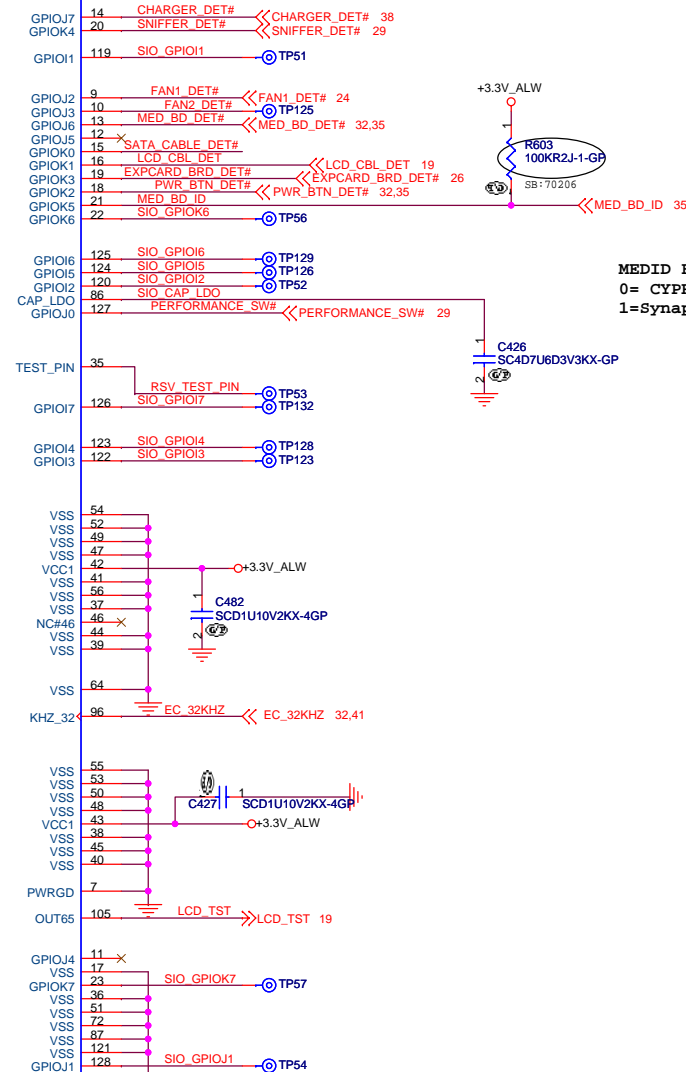 GPIOJ7 14 CHARGER_DET# CHARGER_DET# 38
GPIOK4 20 SNIFFER_DET# SNIFFER_DET# 29
GPIOI1 119 SIO_GPIOI1 TP51
GPIOJ2 9 FAN1_DET# FAN1_DET# 24
GPIOJ3 10 FAN2_DET# TP125
GPIOJ6 13 MED_BD_DET# MED_BD_DET# 32,35
GPIOJ5 12
GPIOK0 15 SATA_CABLE_DET#
GPIOK1 16 LCD_CBL_DET LCD_CBL_DET 19
GPIOK3 19 EXPCARD_BRD_DET# EXPCARD_BRD_DET# 26
GPIOK2 18 PWR_BTN_DET# PWR_BTN_DET# 32,35
GPIOK5 21 MED_BD_ID
GPIOK6 22 SIO_GPIOK6 TP56
+3.3V_ALW
1
R603
100KR2J-1-GP
SB:70206
MED_BD_ID 35
GPIOI6 125 SIO_GPIOI6 TP129
GPIOI5 124 SIO_GPIOI5 TP126
GPIOI2 120 SIO_GPIOI2 TP52
CAP_LDO 86 SIO_CAP_LDO
GPIOJ0 127 PERFORMANCE_SW# PERFORMANCE_SW# 29
MEDID
0= CYP
1=Synap
1
C426
SC4D7U6D3V3KX-GP
2 G/P
TEST_PIN 35
RSV_TEST_PIN TP53
GPIOI7 126 SIO_GPIOI7 TP132
GPIOI4 123 SIO_GPIOI4 TP128
GPIOI3 122 SIO_GPIOI3 TP123
VSS 54
VSS 52
VSS 49
VSS 47
VCC1 42 +3.3V_ALW
VSS 41
VSS 56
VSS 37
NC#46 46
VSS 44
VSS 39
1
C482
SCD1U10V2KX-4GP
2 G/P
VSS 64
KHZ_32 96 EC_32KHZ EC_32KHZ 32,41
VSS 55
VSS 53
VSS 50
VSS 48
VCC1 43 +3.3V_ALW
VSS 38
VSS 45
VSS 40
C427 1 SCD1U10V2KX-4GP
PWRGD 7
OUT65 105 LCD_TST LCD_TST 19
GPIOJ4 11
VSS 17
GPIOK7 23 SIO_GPIOK7 TP57
VSS 36
VSS 51
VSS 72
VSS 87
VSS 121
GPIOJ1 128 SIO_GPIOJ1 TP54